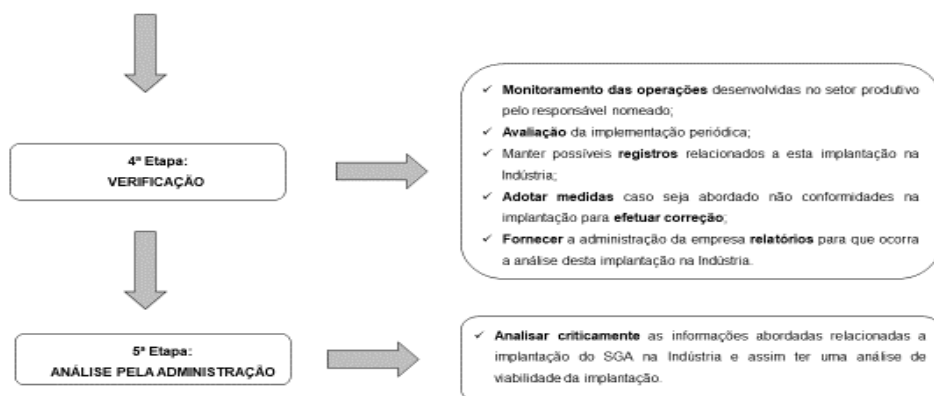 4ª Etapa:
VERIFICAÇÃO
✓ Monitoramento das operações desenvolvidas no setor produtivo
pelo responsável nomeado;
✓ Avaliação da implementação periódica;
✓ Manter possíveis registros relacionados a esta implantação na
Indústria;
✓ Adotar medidas caso seja abordado não conformidades na
implantação para efetuar correção;
✓ Fornecer a administração da empresa relatórios para que ocorra
a análise desta implantação na Indústria.
5ª Etapa:
ANÁLISE PELA ADMINISTRAÇÃO
✓ Analisar criticamente as informações abordadas relacionadas a
implantação do SGA na Indústria e assim ter uma análise de
viabilidade da implantação.